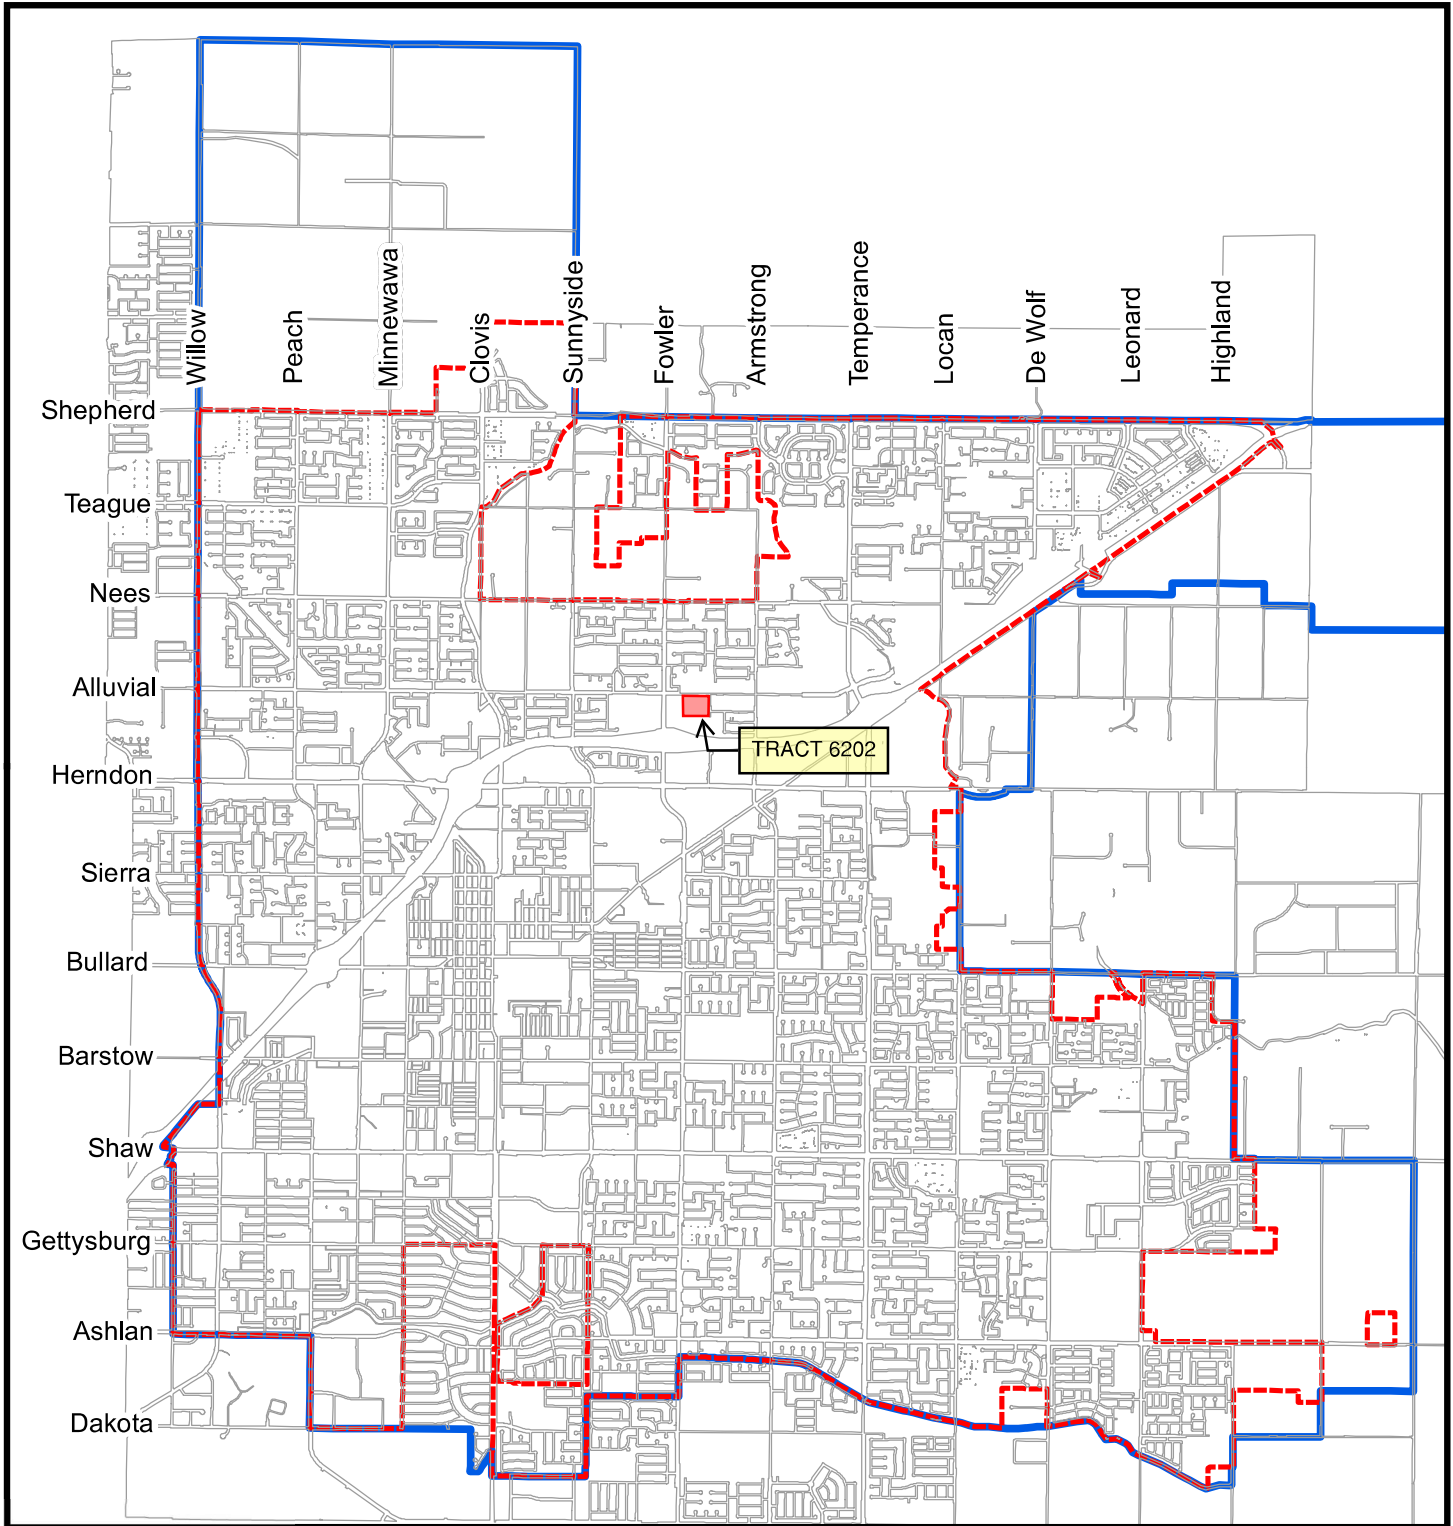 Willow
Peach
Minnewawa
Clovis
Sunnyside
Fowler
Armstrong
Temperance
Locan
De Wolf
Leonard
Highland
Shepherd
Teague
Nees
Alluvial
TRACT 6202
Herndon
Sierra
Bullard
Barstow
Shaw
Gettysburg
Ashlan
Dakota